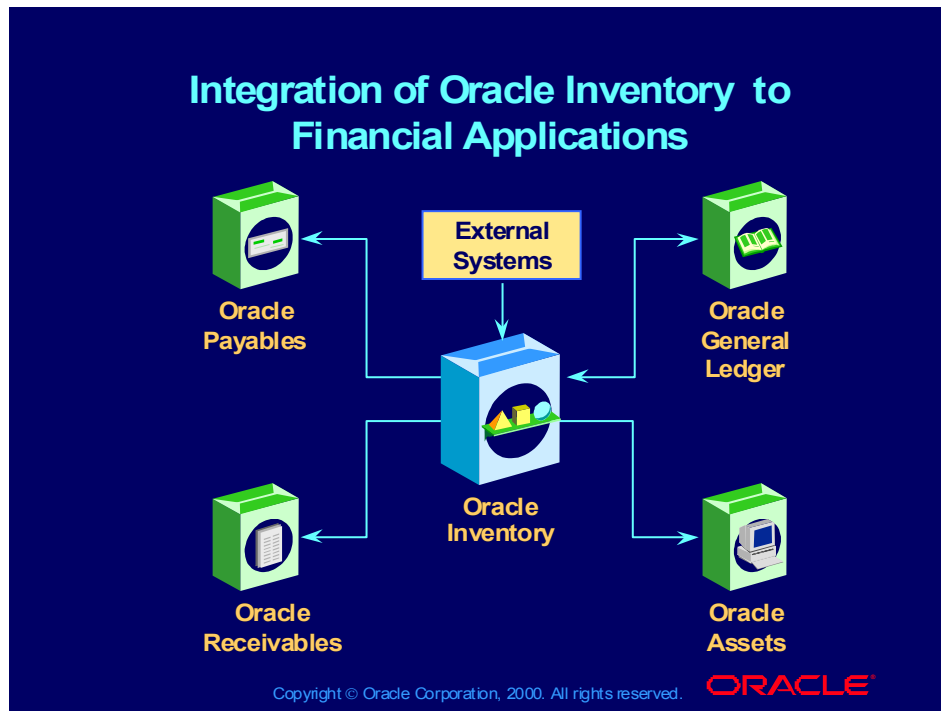 Integration of Oracle Inventory to
Financial Applications
External
Systems
Oracle
Payables
Oracle
General
Ledger
Oracle
Inventory
Oracle
Receivables
Oracle
Assets
Copyright © Oracle Corporation, 2000. All rights reserved.
ORACLE®